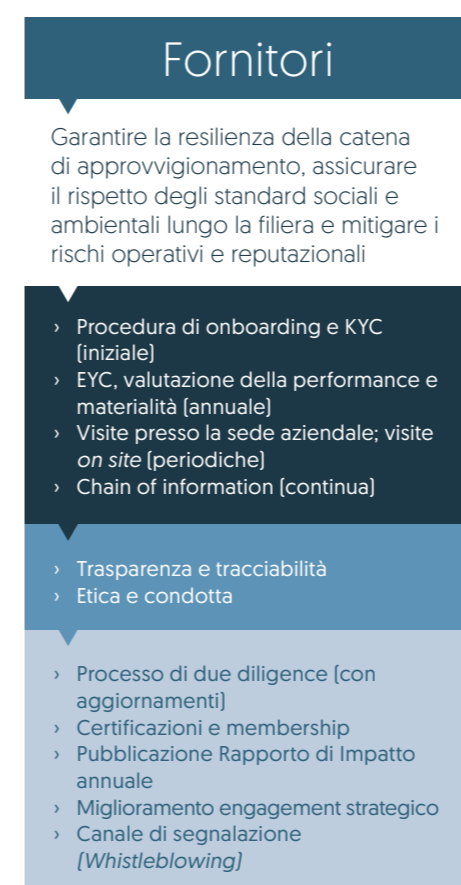 Fornitori
Garantire la resilienza della catena
di approvvigionamento, assicurare
il rispetto degli standard sociali e
ambientali lungo la filiera e mitigare i
rischi operativi e reputazionali
› Procedura di onboarding e KYC
(iniziale)
› EYC, valutazione della performance e
materialità (annuale)
› Visite presso la sede aziendale; visite
on site (periodiche)
› Chain of information (continua)
› Trasparenza e tracciabilità
› Etica e condotta
› Processo di due diligence (con
aggiornamenti)
› Certificazioni e membership
› Pubblicazione Rapporto di Impatto
annuale
› Miglioramento engagement strategico
› Canale di segnalazione
(Whistleblowing)